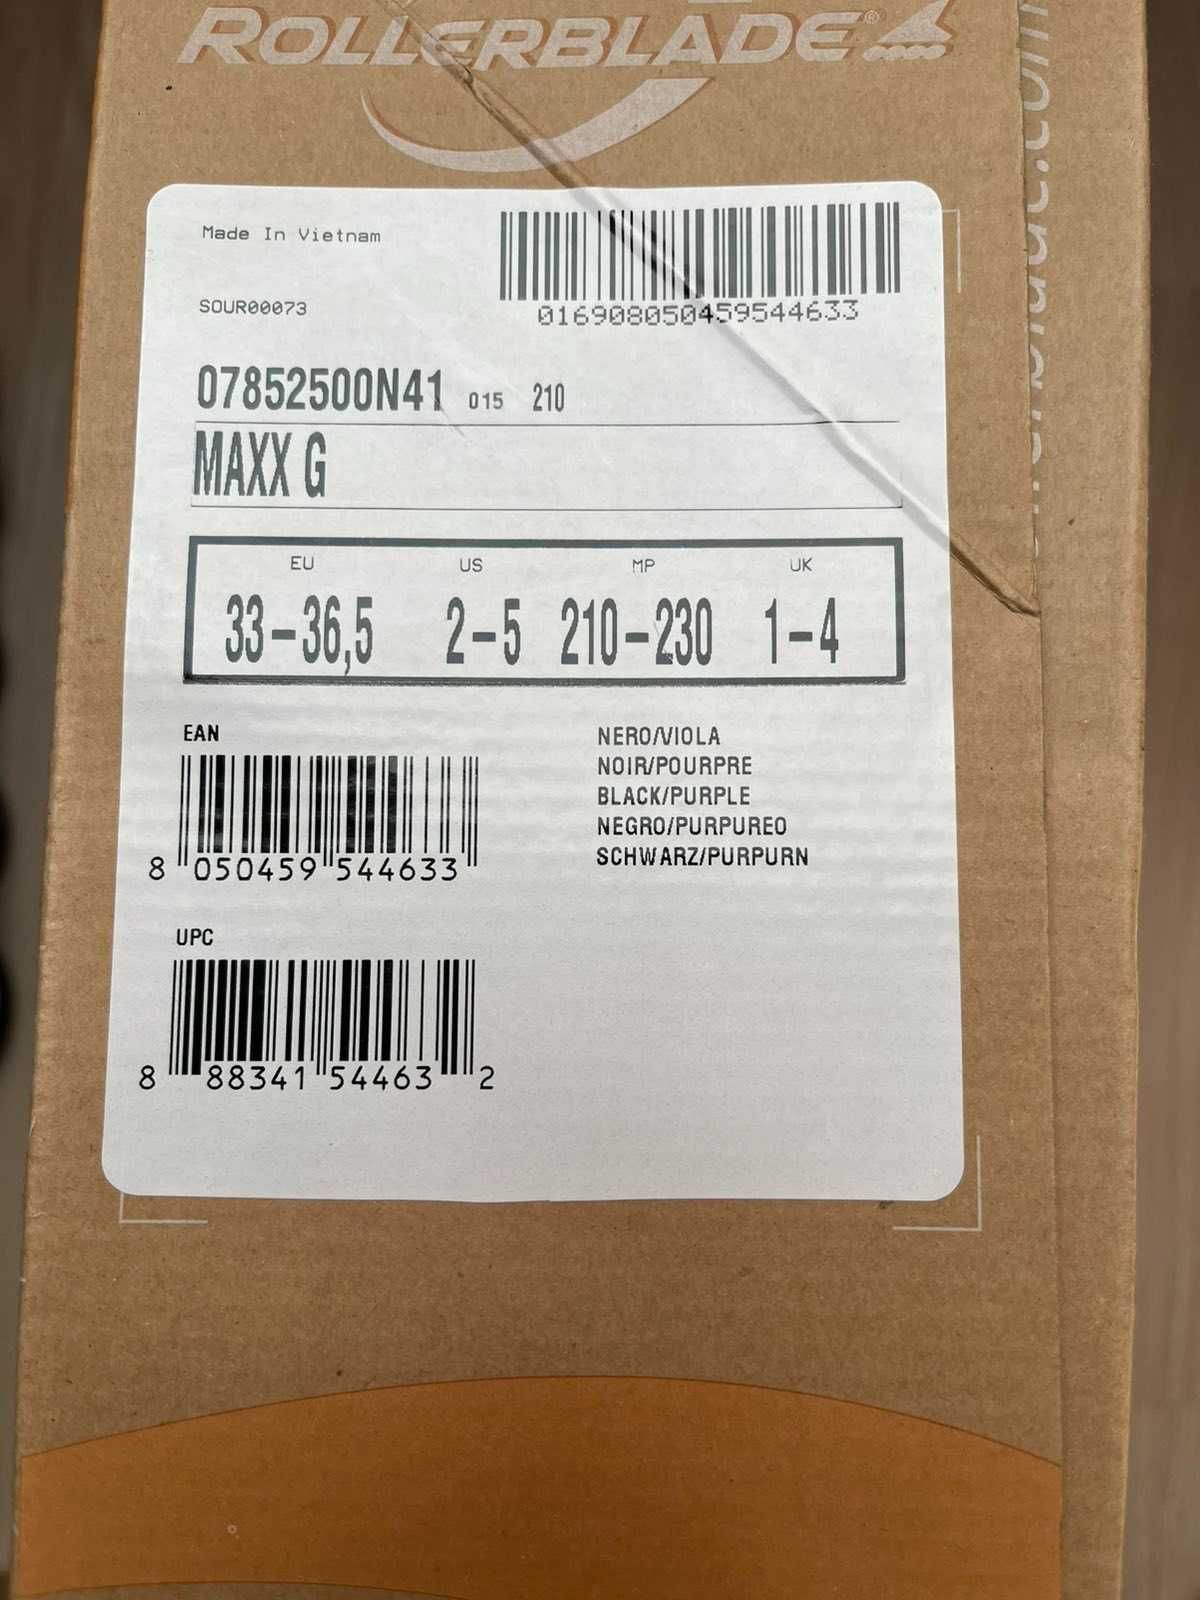 ROLLERBLADE®
Made In Vietnam
016908050459544633
SOUR00073
07852500N41 015 210
MAXX G
EU US MP UK
33-36,5 2-5 210-230 1-4
EAN
8 050459 544633
NERO/VIOLA
NOIR/POURPRE
BLACK/PURPLE
NEGRO/PURPUREO
SCHWARZ/PURPURN
UPC
8 88341 54463 2